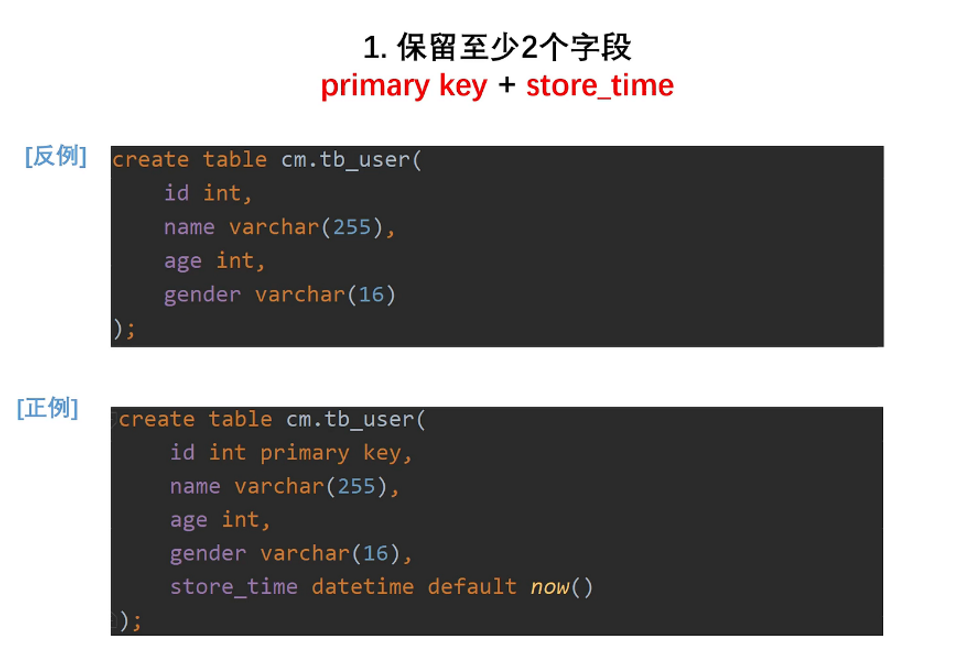 1. 保留至少2个字段
primary key + store_time
[反例]
create table cm.tb_user(
    id int,
    name varchar(255),
    age int,
    gender varchar(16)
);
[正例]
create table cm.tb_user(
    id int primary key,
    name varchar(255),
    age int,
    gender varchar(16),
    store_time datetime default now()
);